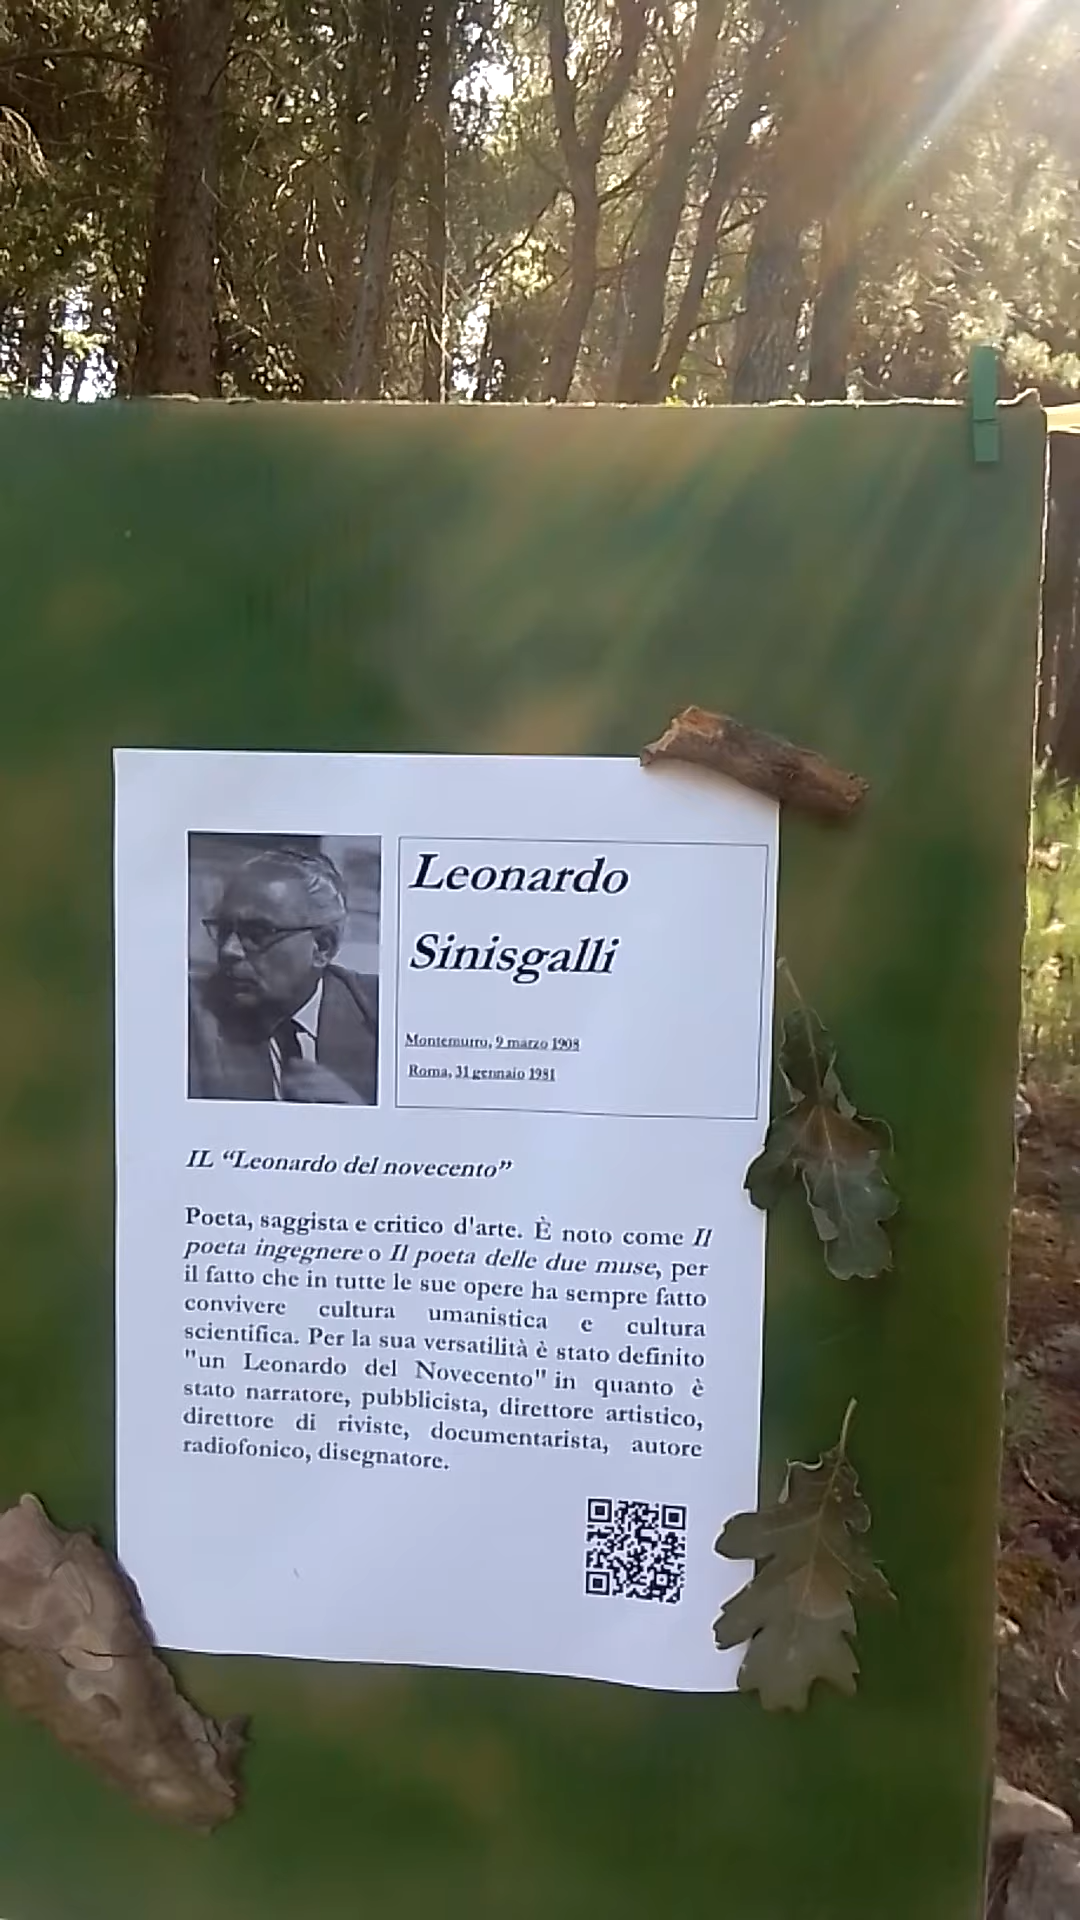 Leonardo
Sinisgalli
Montemurro, 9 marzo 1908
Roma, 31 gennaio 1981
IL “Leonardo del novecento”
Poeta, saggista e critico d'arte. È noto come Il
poeta ingegnere o Il poeta delle due muse, per
il fatto che in tutte le sue opere ha sempre fatto
convivere cultura umanistica e cultura
scientifica. Per la sua versatilità è stato definito
"un Leonardo del Novecento" in quanto è
stato narratore, pubblicista, direttore artistico,
direttore di riviste, documentarista, autore
radiofonico, disegnatore.